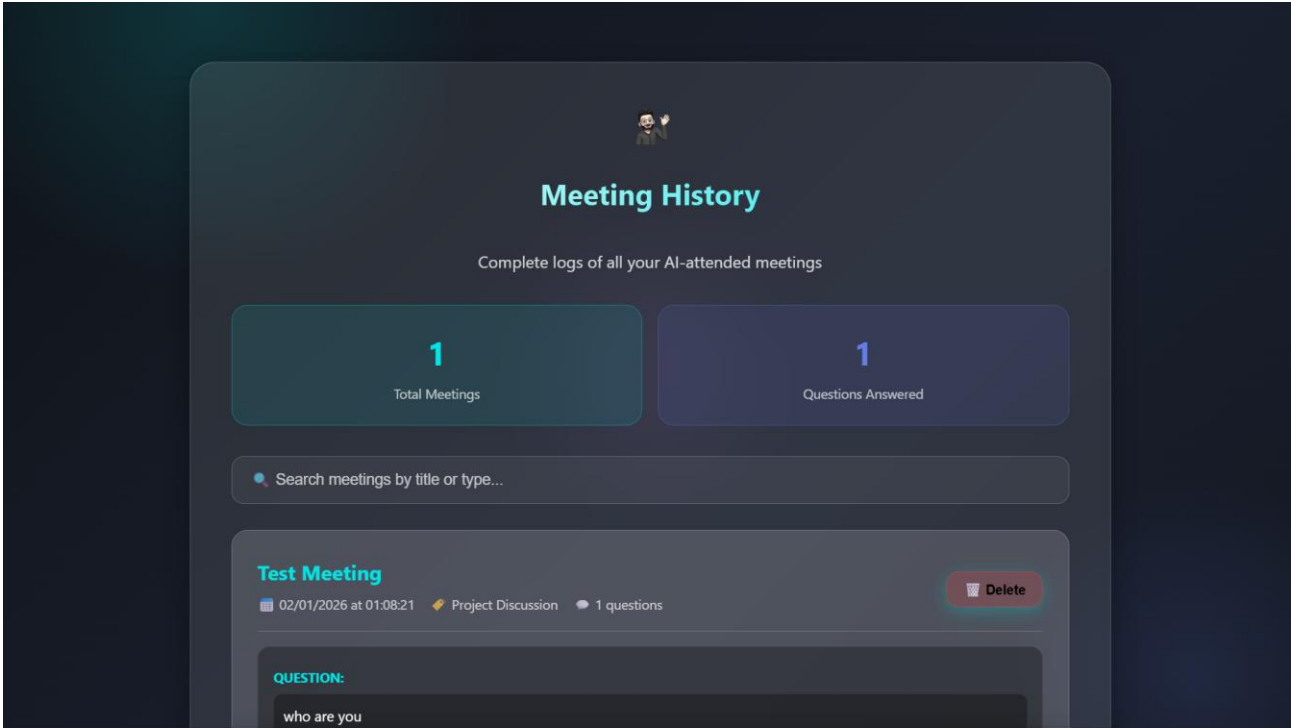 Meeting History
Complete logs of all your AI-attended meetings
1
Total Meetings
1
Questions Answered
Search meetings by title or type...
Test Meeting
02/01/2026 at 01:08:21 Project Discussion 1 questions
Delete
QUESTION:
who are you